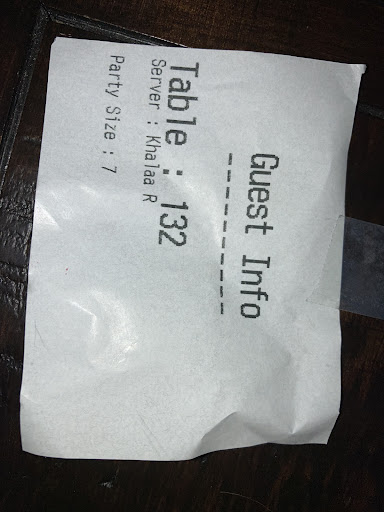 Guest Info
----------
Table : 132
Server : Khalaa R
Party Size : 7